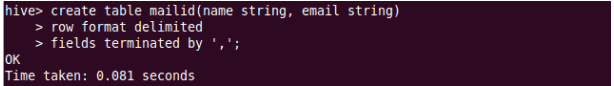 hive> create table mailid(name string, email string)
    > row format delimited
    > fields terminated by ',';
OK
Time taken: 0.081 seconds